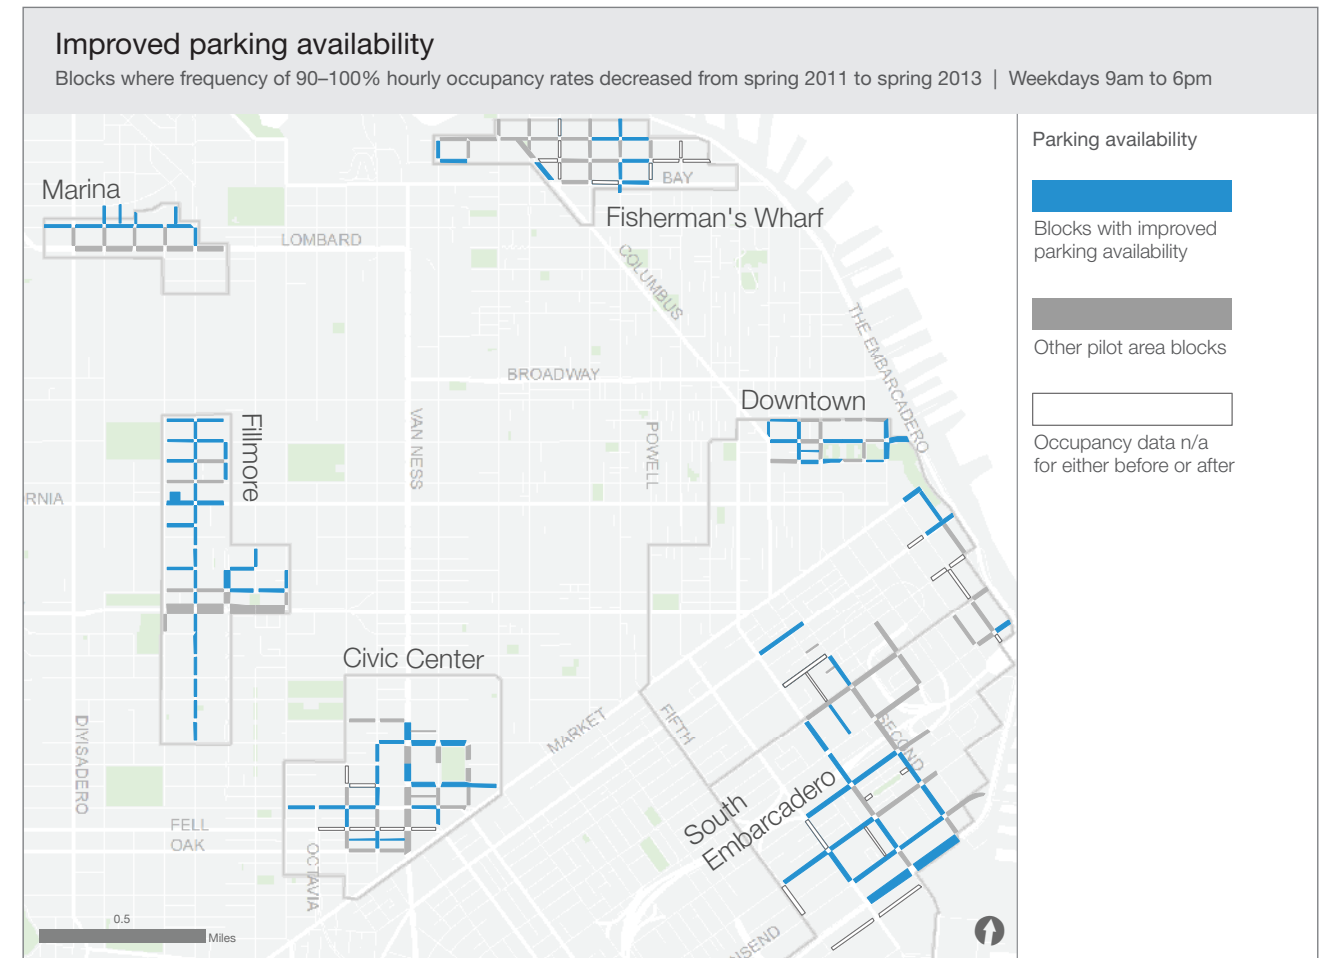 Improved parking availability
Blocks where frequency of 90–100% hourly occupancy rates decreased from spring 2011 to spring 2013 | Weekdays 9am to 6pm
Parking availability
Blocks with improved
parking availability
Other pilot area blocks
Occupancy data n/a
for either before or after
Marina
BAY
Fisherman's Wharf
LOMBARD
COLUMBUS
THE EMBARCADERO
BROADWAY
Downtown
Fillmore
VAN NESS
POWELL
RNIA
Civic Center
MARKET
FIFTH
SECOND
DIVISADERO
South
Embarcadero
FELL
OAK
OCTAVIA
NSEND
0.5
Miles